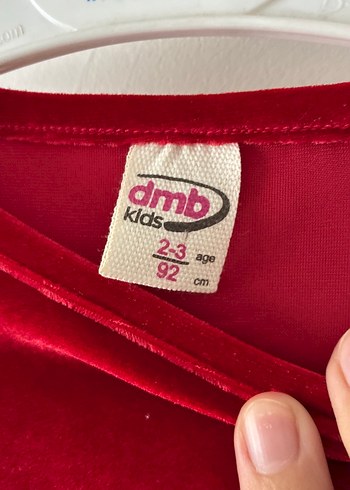 dmb
kids
2-3 age
92 cm